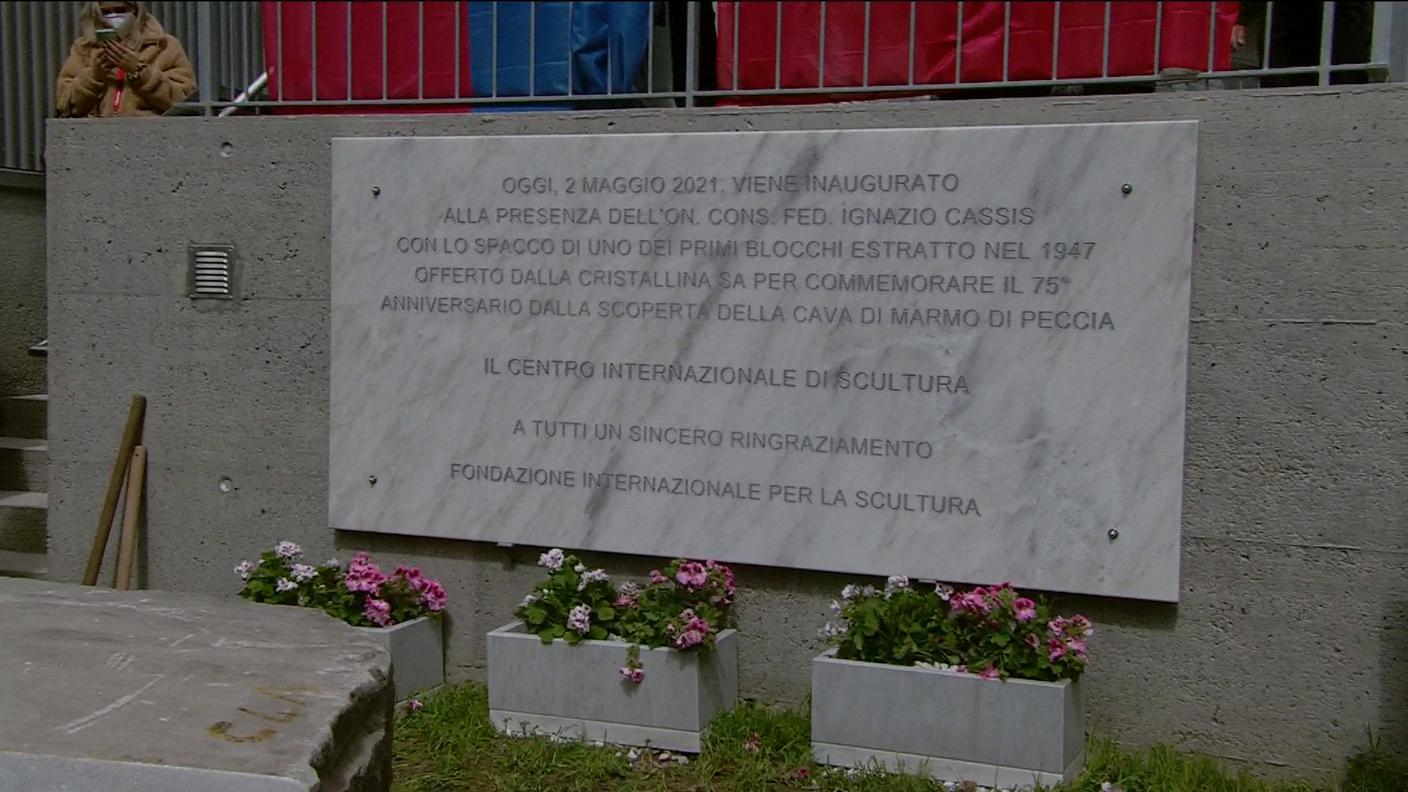 OGGI, 2 MAGGIO 2021, VIENE INAUGURATO
ALLA PRESENZA DELL'ON. CONS. FED. IGNAZIO CASSIS
CON LO SPACCO DI UNO DEI PRIMI BLOCCHI ESTRATTO NEL 1947
OFFERTO DALLA CRISTALLINA SA PER COMMEMORARE IL 75°
ANNIVERSARIO DALLA SCOPERTA DELLA CAVA DI MARMO DI PECCIA
IL CENTRO INTERNAZIONALE DI SCULTURA
A TUTTI UN SINCERO RINGRAZIAMENTO
FONDAZIONE INTERNAZIONALE PER LA SCULTURA